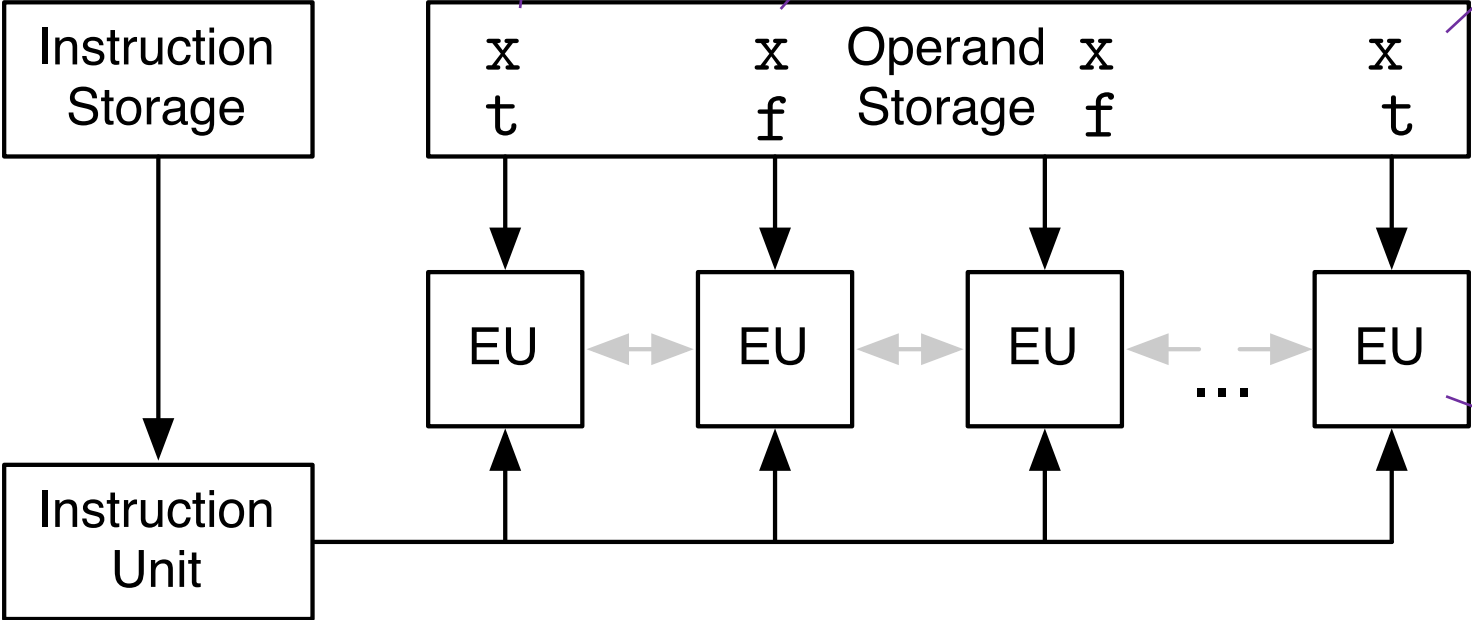 Instruction
Storage
x x Operand x x
t f Storage f t
EU EU EU ... EU
Instruction
Unit